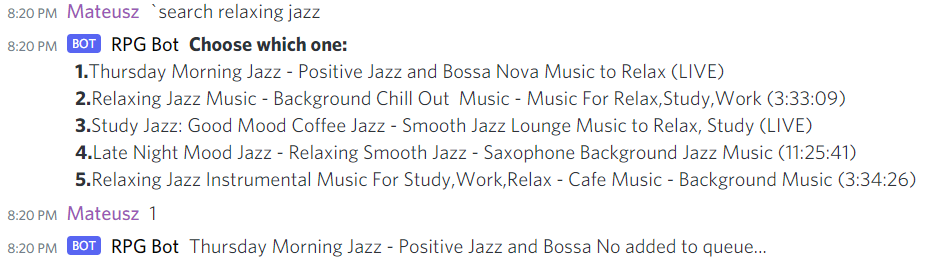 8:20 PM Mateusz `search relaxing jazz
8:20 PM BOT RPG Bot Choose which one:
1.Thursday Morning Jazz - Positive Jazz and Bossa Nova Music to Relax (LIVE)
2.Relaxing Jazz Music - Background Chill Out  Music - Music For Relax,Study,Work (3:33:09)
3.Study Jazz: Good Mood Coffee Jazz - Smooth Jazz Lounge Music to Relax, Study (LIVE)
4.Late Night Mood Jazz - Relaxing Smooth Jazz - Saxophone Background Jazz Music (11:25:41)
5.Relaxing Jazz Instrumental Music For Study,Work,Relax - Cafe Music - Background Music (3:34:26)
8:20 PM Mateusz 1
8:20 PM BOT RPG Bot Thursday Morning Jazz - Positive Jazz and Bossa No added to queue...